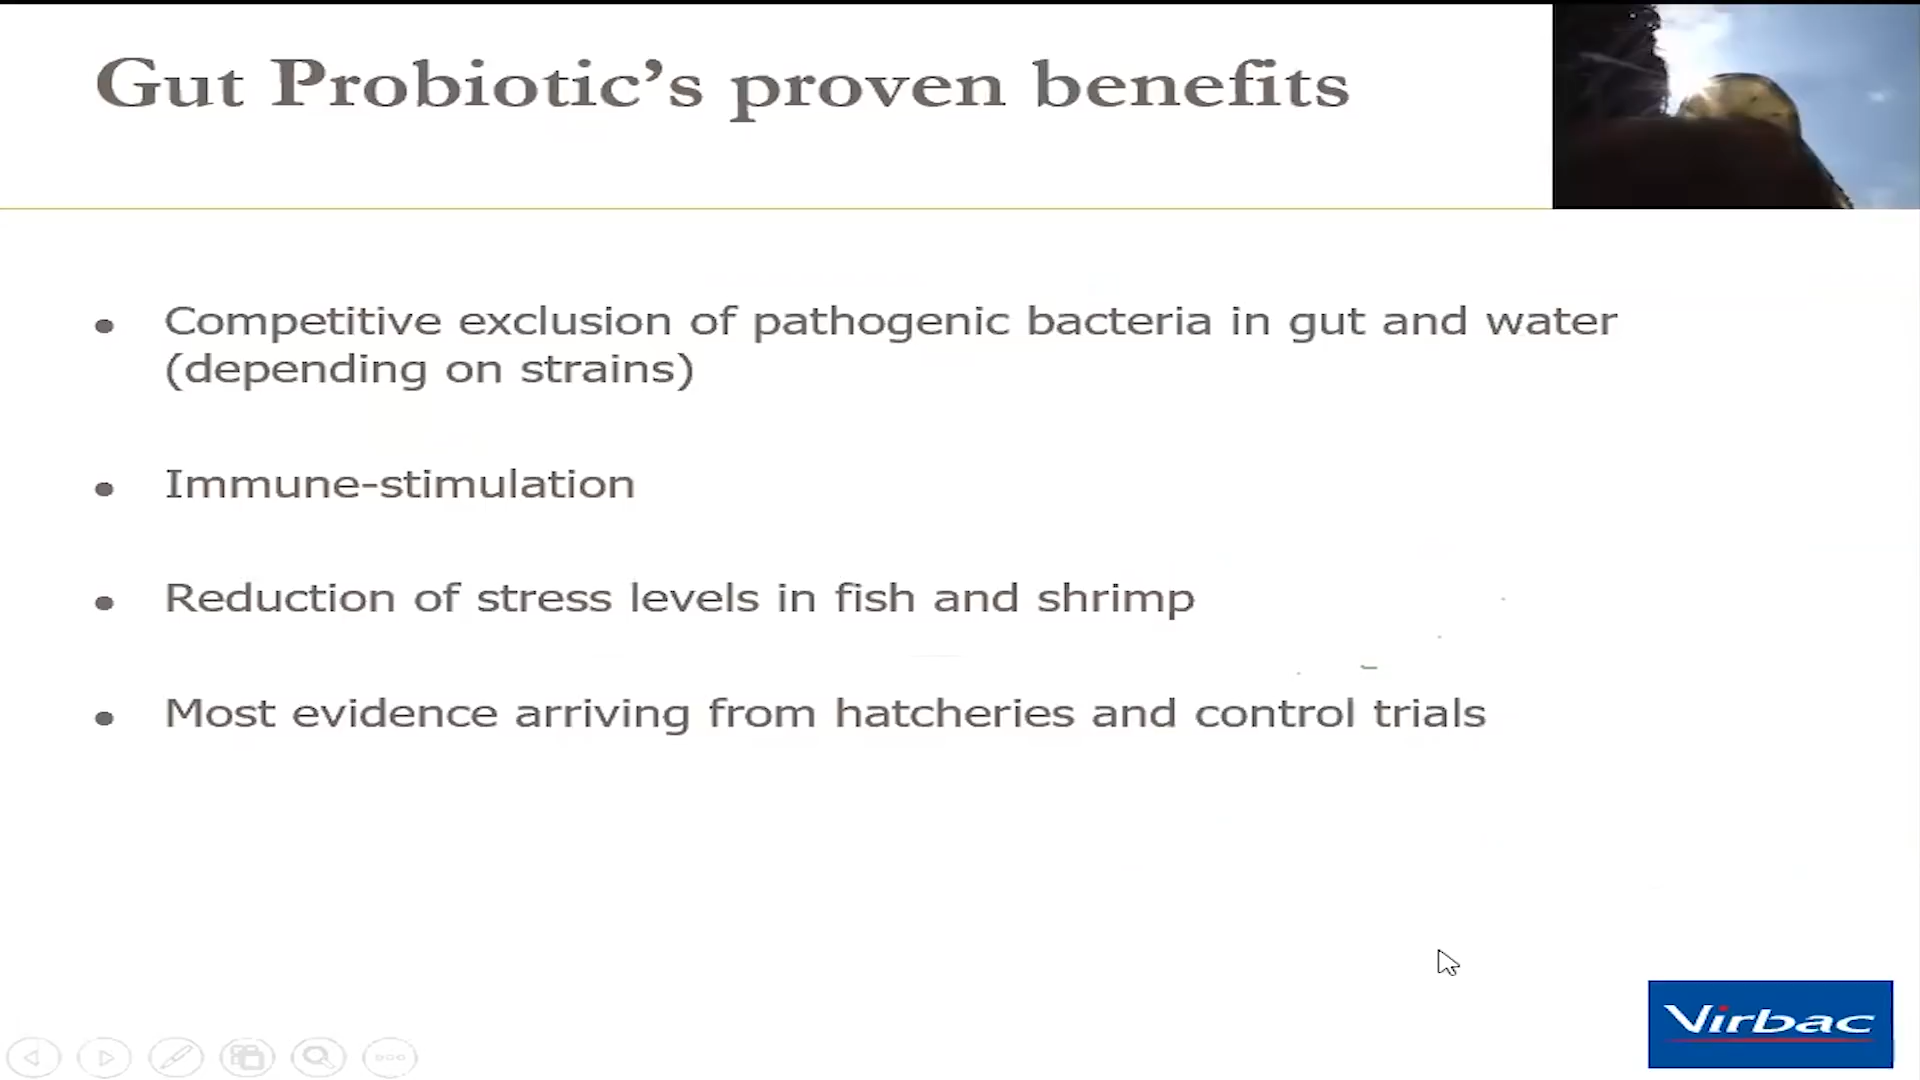 Gut Probiotic’s proven benefits
• Competitive exclusion of pathogenic bacteria in gut and water
(depending on strains)
• Immune-stimulation
• Reduction of stress levels in fish and shrimp
• Most evidence arriving from hatcheries and control trials
Virbac